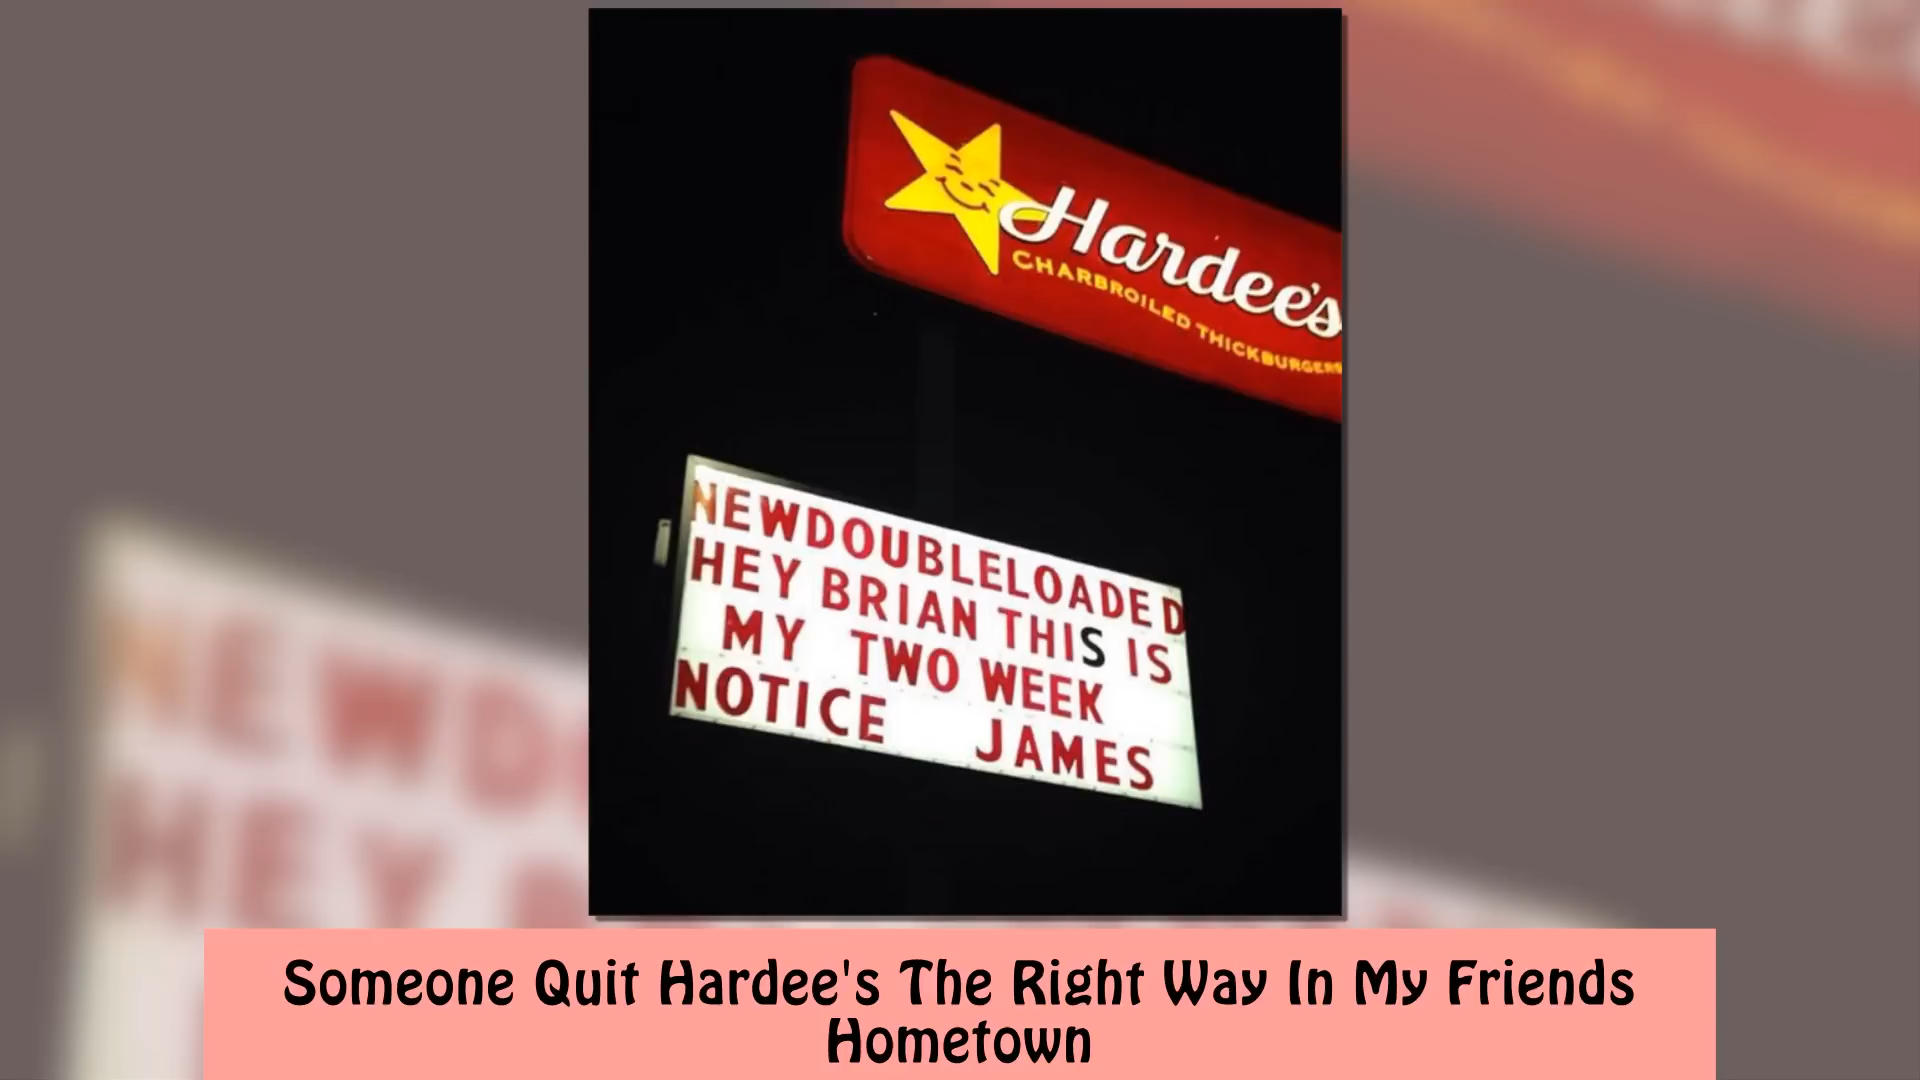 Hardee's
CHARBROILED THICKBURGERS
NEWDOUBLELOADED
HEY BRIAN THIS IS
MY TWO WEEK
NOTICE JAMES
Someone Quit Hardee's The Right Way In My Friends
Hometown